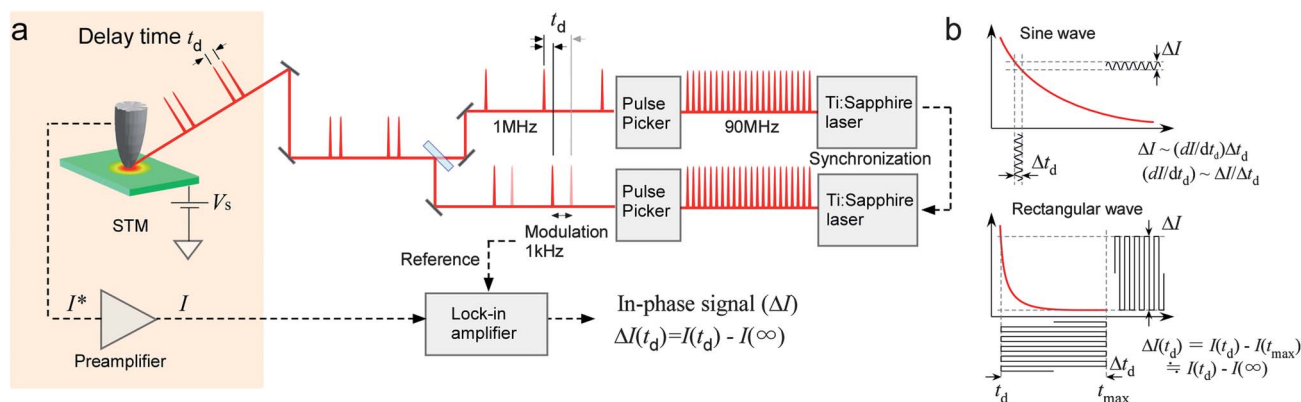 a
Delay time t_d
t_d
1MHz
Pulse
Picker
90MHz
Ti:Sapphire
laser
Synchronization
Pulse
Picker
Ti:Sapphire
laser
Modulation
1kHz
V_s
STM
Reference
I*
I
Preamplifier
Lock-in
amplifier
In-phase signal (ΔI)
ΔI(t_d)=I(t_d) - I(∞)
b
Sine wave
ΔI
Δt_d
ΔI ~ (dI/dt_d)Δt_d
(dI/dt_d) ~ ΔI/Δt_d
Rectangular wave
ΔI
Δt_d
t_d
t_max
ΔI(t_d) = I(t_d) - I(t_max)
≒ I(t_d) - I(∞)